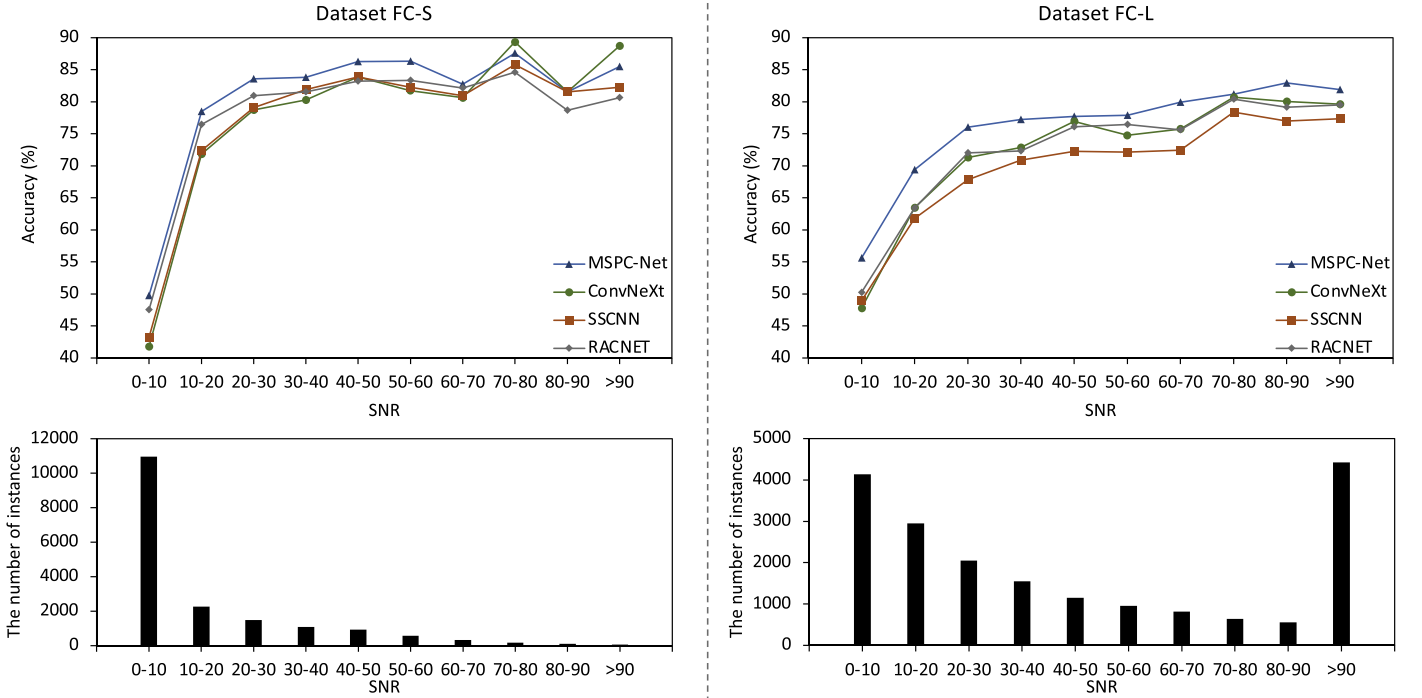 Dataset FC-S
Accuracy (%)
90
85
80
75
70
65
60
55
50
45
40
MSPC-Net
ConvNeXt
SSCNN
RACNET
0-10 10-20 20-30 30-40 40-50 50-60 60-70 70-80 80-90 >90
SNR
The number of instances
12000
10000
8000
6000
4000
2000
0
0-10 10-20 20-30 30-40 40-50 50-60 60-70 70-80 80-90 >90
SNR
Dataset FC-L
Accuracy (%)
90
85
80
75
70
65
60
55
50
45
40
MSPC-Net
ConvNeXt
SSCNN
RACNET
0-10 10-20 20-30 30-40 40-50 50-60 60-70 70-80 80-90 >90
SNR
The number of instances
5000
4000
3000
2000
1000
0
0-10 10-20 20-30 30-40 40-50 50-60 60-70 70-80 80-90 >90
SNR